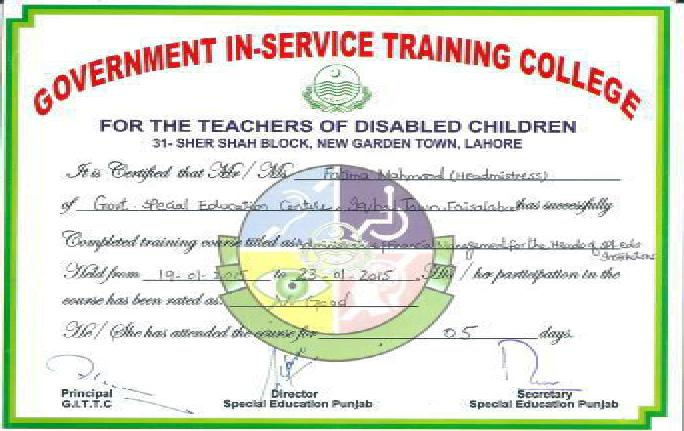 GOVERNMENT IN-SERVICE TRAINING COLLEGE
FOR THE TEACHERS OF DISABLED CHILDREN
31- SHER SHAH BLOCK, NEW GARDEN TOWN, LAHORE
It is Certified that Mr / Ms. Fatima Mahmood (Headmistress)
of Govt. Special Education Centre, Iqbal Town, Faisalabad has successfully
Completed training course titled as Financial Management for the Heads of Spl. Edu. Institutions
Held from 19-01-2015 to 23-01-2015. His / her participation in the
course has been rated as Good
He / She has attended the course for 05 days.
Principal
G.I.T.T.C
Director
Special Education Punjab
Secretary
Special Education Punjab